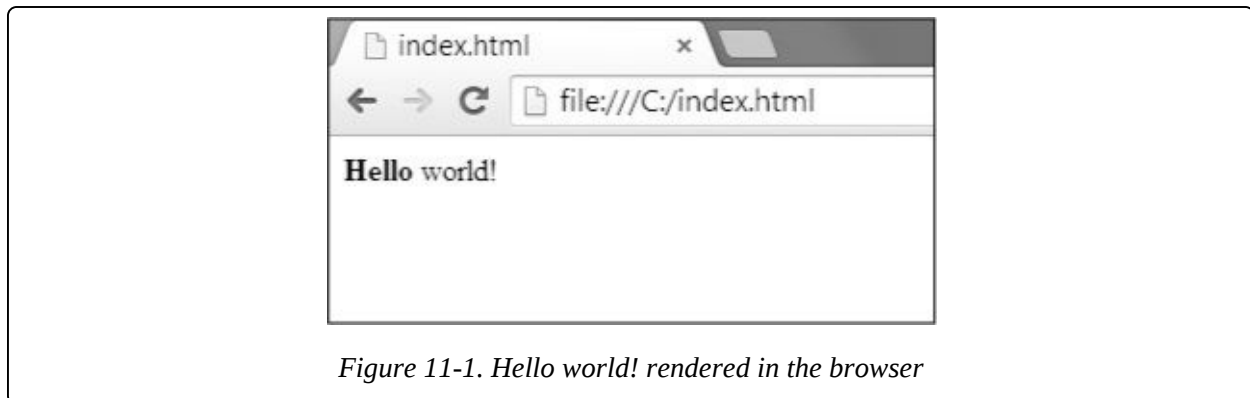 index.html ×
file:///C:/index.html
Hello world!
Figure 11-1. Hello world! rendered in the browser